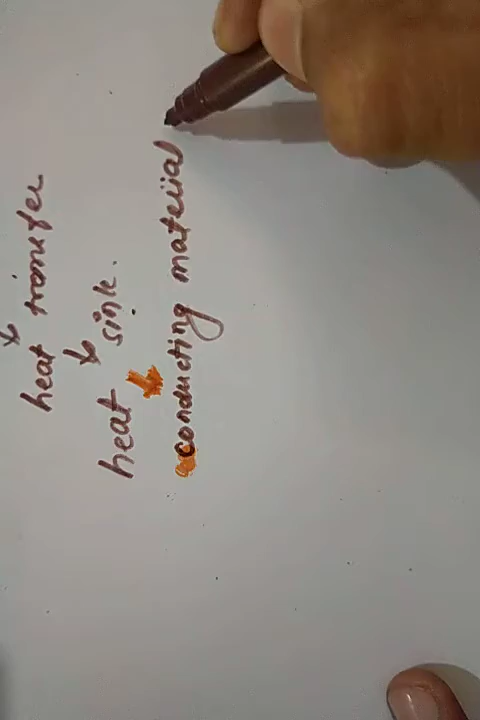 heat transfer
heat sink.
conducting material